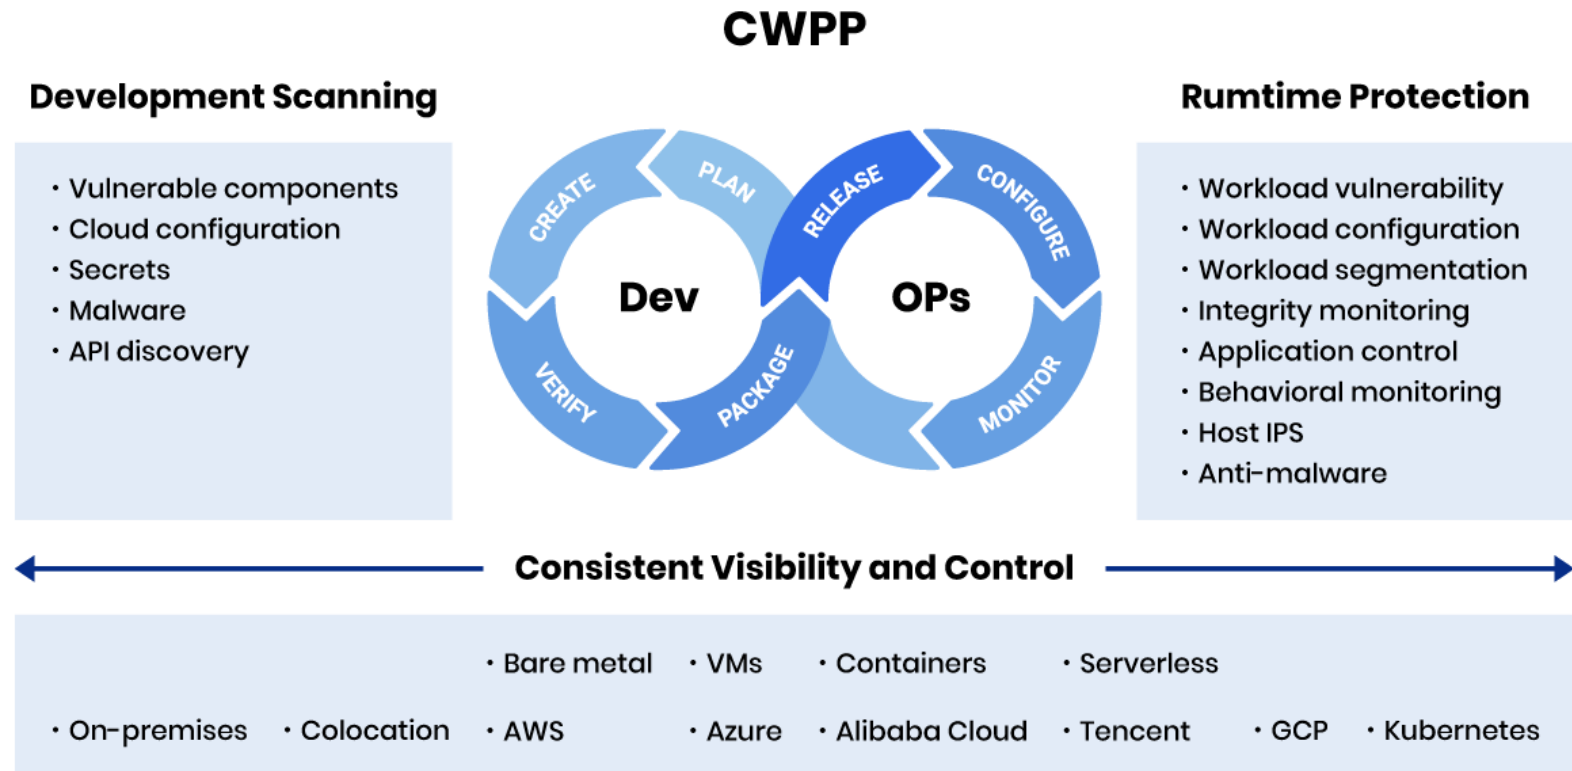 CWPP
Development Scanning
• Vulnerable components
• Cloud configuration
• Secrets
• Malware
• API discovery
PLAN
CREATE
VERIFY
PACKAGE
Dev
RELEASE
CONFIGURE
MONITOR
OPs
Rumtime Protection
• Workload vulnerability
• Workload configuration
• Workload segmentation
• Integrity monitoring
• Application control
• Behavioral monitoring
• Host IPS
• Anti-malware
Consistent Visibility and Control
• Bare metal • VMs • Containers • Serverless
• On-premises • Colocation • AWS • Azure • Alibaba Cloud • Tencent • GCP • Kubernetes